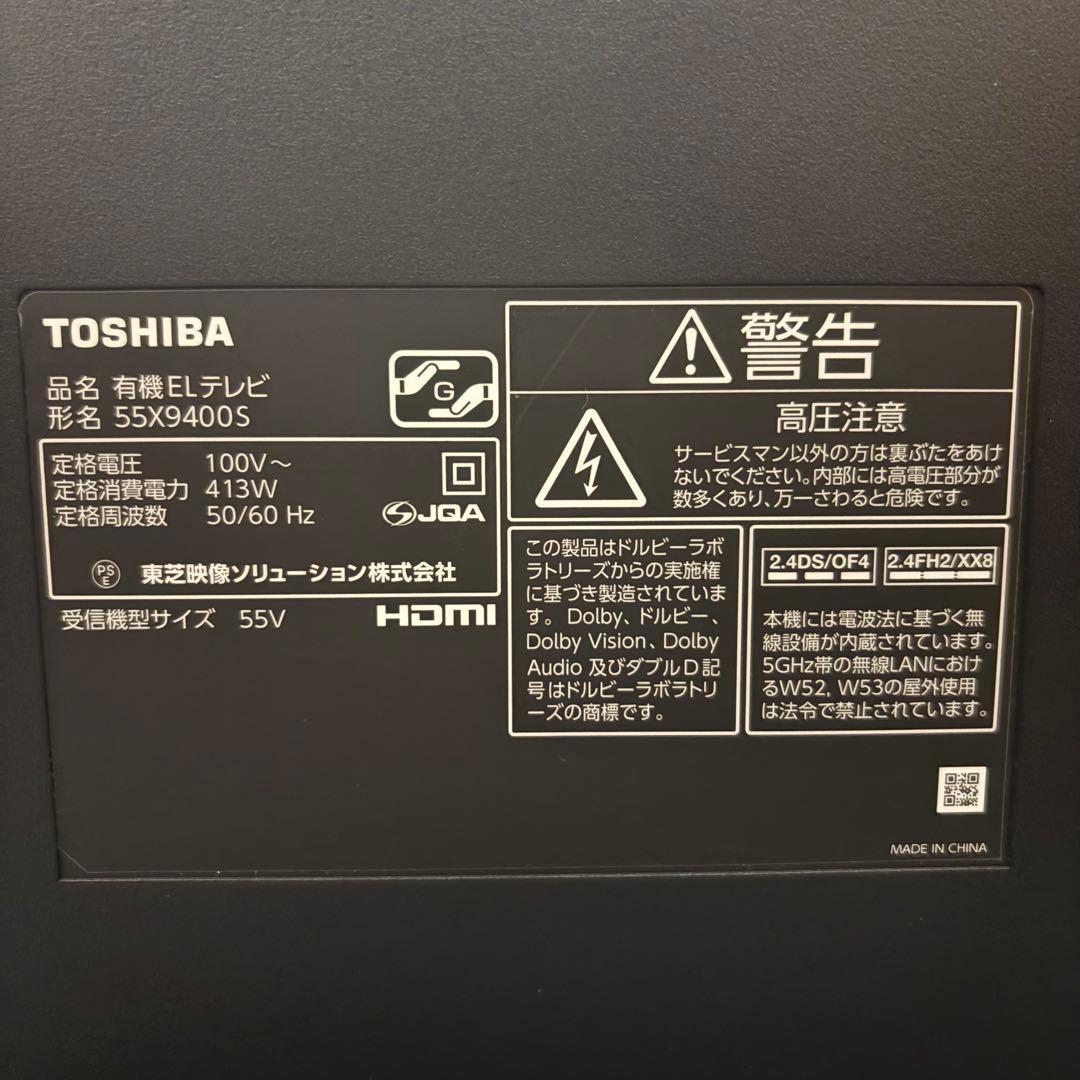 TOSHIBA
品名 有機ELテレビ
形名 55X9400S
G
定格電圧 100V～
定格消費電力 413W
定格周波数 50/60 Hz
JQA
PS
E
東芝映像ソリューション株式会社
受信機型サイズ 55V
HDMI
警告
高圧注意
サービスマン以外の方は裏ぶたをあけ
ないでください。内部には高電圧部分が
数多くあり、万一さわると危険です。
この製品はドルビーラボ
ラトリーズからの実施権
に基づき製造されていま
す。Dolby、ドルビー、
Dolby Vision、Dolby
Audio 及びダブルD記
号はドルビーラボラトリ
ーズの商標です。
2.4DS/OF4 2.4FH2/XX8
本機には電波法に基づく無
線設備が内蔵されています。
5GHz帯の無線LANにおけ
るW52, W53の屋外使用
は法令で禁止されています。
MADE IN CHINA